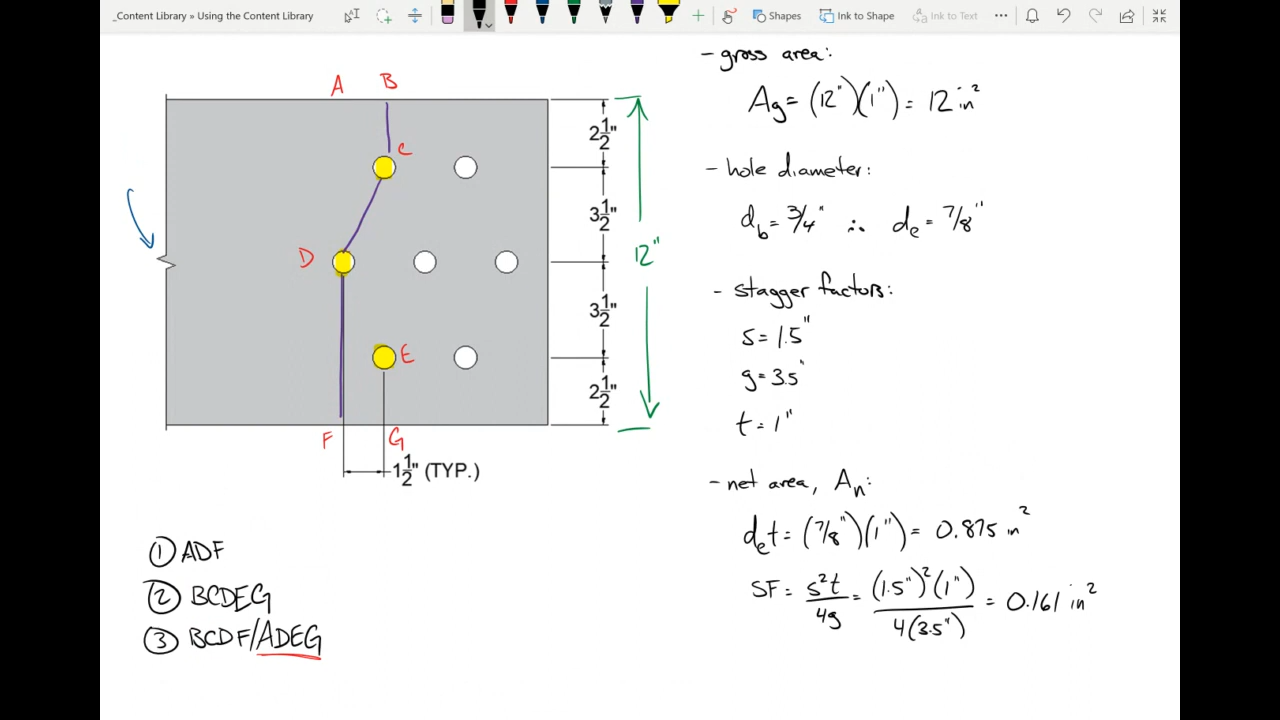 _Content Library » Using the Content Library
Shapes
Ink to Shape
Ink to Text
A
B
C
D
E
F
G
2 1/2"
3 1/2"
12"
3 1/2"
2 1/2"
1 1/2" (TYP.)
① ADF
② BCDEG
③ BCDF/ADEG
- gross area:
Ag = (12")(1") = 12 in²
- hole diameter:
d_b = 3/4" ∴ d_e = 7/8"
- stagger factors:
s = 1.5"
g = 3.5"
t = 1"
- net area, An:
d_e t = (7/8")(1") = 0.875 in²
SF = s²t/4g = (1.5")²(1")/4(3.5") = 0.161 in²